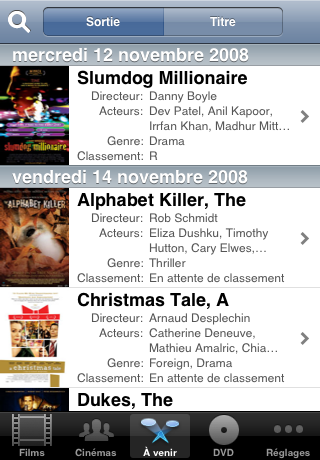 Sortie
Titre
mercredi 12 novembre 2008
Slumdog Millionaire
Directeur: Danny Boyle
Acteurs: Dev Patel, Anil Kapoor,
Irrfan Khan, Madhur Mitt…
Genre: Drama
Classement: R
slumdog millionaire
vendredi 14 novembre 2008
Alphabet Killer, The
Directeur: Rob Schmidt
Acteurs: Eliza Dushku, Timothy
Hutton, Cary Elwes,…
Genre: Thriller
Classement: En attente de classement
ALPHABET KILLER
Christmas Tale, A
Directeur: Arnaud Desplechin
Acteurs: Catherine Deneuve,
Mathieu Amalric, Chia…
Genre: Foreign, Drama
Classement: En attente de classement
a christmas tale
Dukes, The
Films
Cinémas
À venir
DVD
Réglages